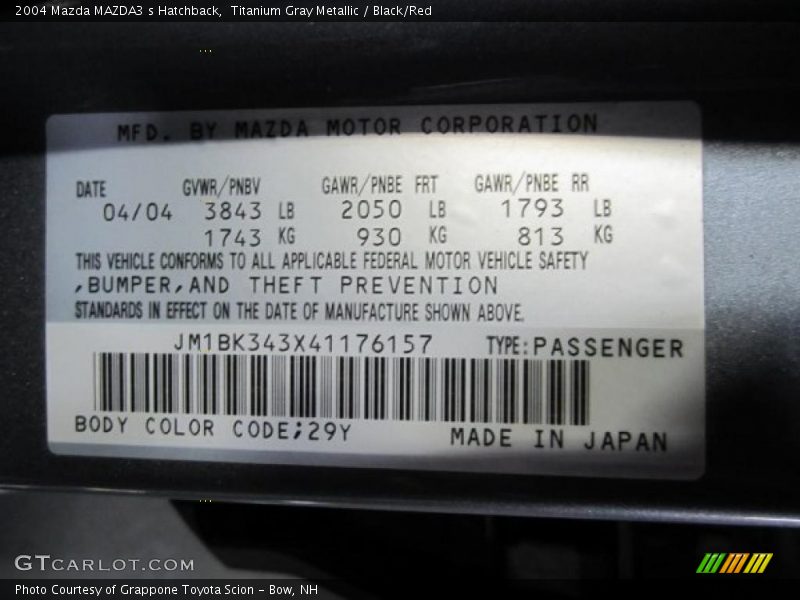 2004 Mazda MAZDA3 s Hatchback,  Titanium Gray Metallic / Black/Red
MFD. BY MAZDA MOTOR CORPORATION
DATE GVWR/PNBV GAWR/PNBE FRT GAWR/PNBE RR
04/04 3843 LB 2050 LB 1793 LB
1743 KG 930 KG 813 KG
THIS VEHICLE CONFORMS TO ALL APPLICABLE FEDERAL MOTOR VEHICLE SAFETY
,BUMPER,AND THEFT PREVENTION
STANDARDS IN EFFECT ON THE DATE OF MANUFACTURE SHOWN ABOVE.
JM1BK343X41176157 TYPE:PASSENGER
BODY COLOR CODE;29Y MADE IN JAPAN
GTCARLOT.COM
Photo Courtesy of Grappone Toyota Scion - Bow, NH